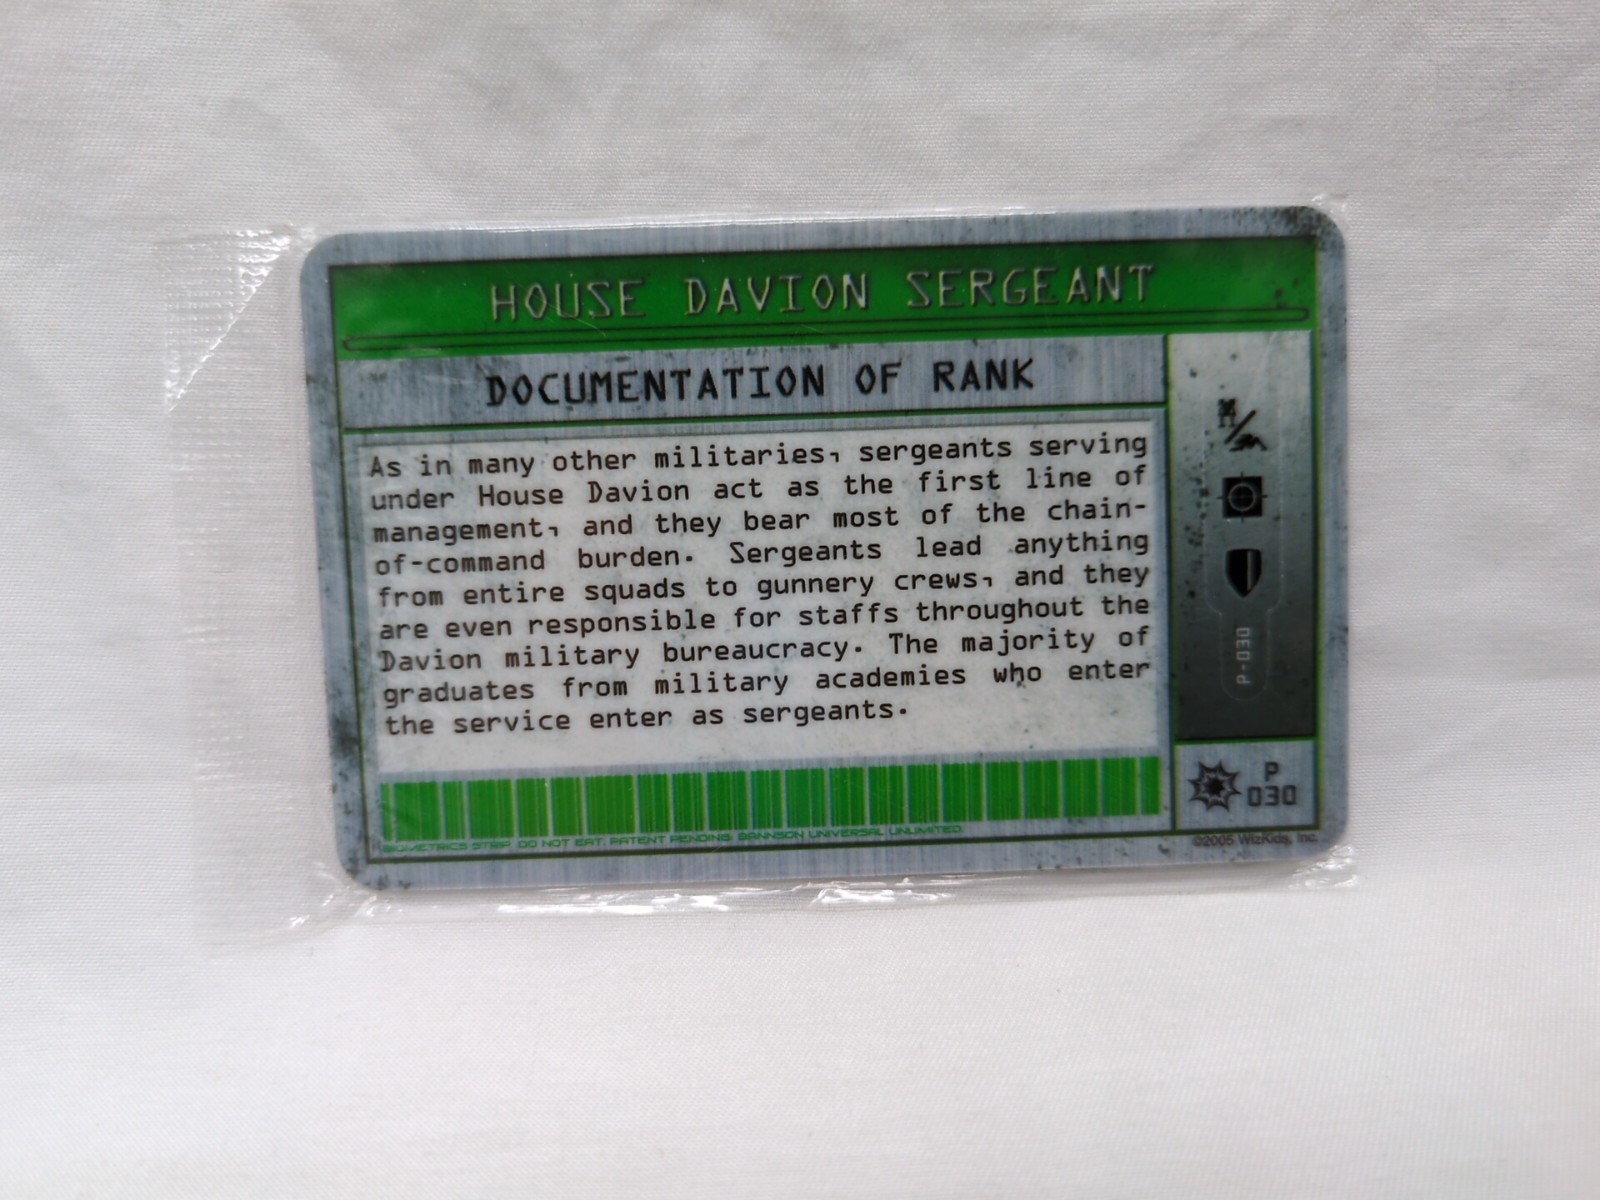 HOUSE DAVION SERGEANT
DOCUMENTATION OF RANK
As in many other militaries, sergeants serving
under House Davion act as the first line of
management, and they bear most of the chain-
of-command burden. Sergeants lead anything
from entire squads to gunnery crews, and they
are even responsible for staffs throughout the
Davion military bureaucracy. The majority of
graduates from military academies who enter
the service enter as sergeants.
BIOMETRICS STRIP. DO NOT EAT. PATENT PENDING. BANNSON UNIVERSAL UNLIMITED.
P-030
P
030
©2005 WizKids, Inc.